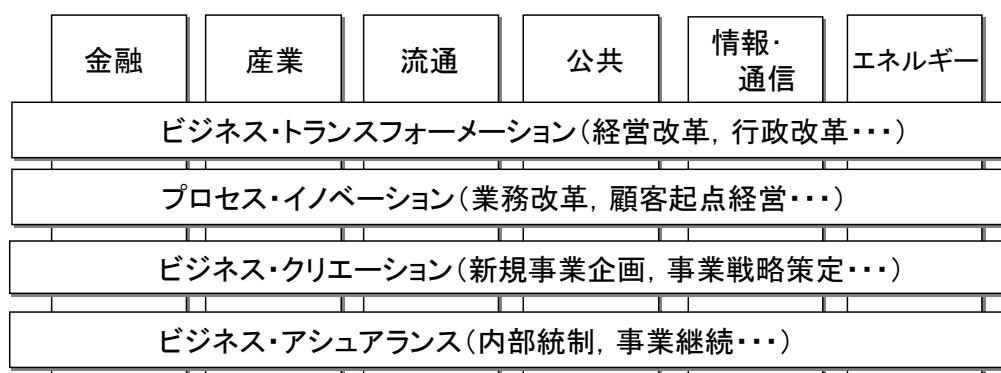 金融
産業
流通
公共
情報・
通信
エネルギー
ビジネス・トランスフォーメーション（経営改革，行政改革・・・）
プロセス・イノベーション（業務改革，顧客起点経営・・・）
ビジネス・クリエーション（新規事業企画，事業戦略策定・・・）
ビジネス・アシュアランス（内部統制，事業継続・・・）